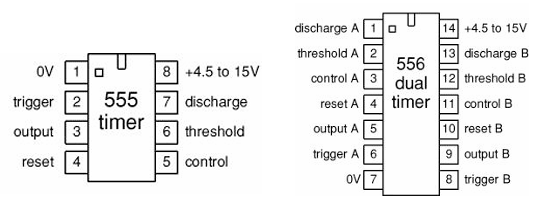 0V 1 8 +4.5 to 15V
trigger 2 555 7 discharge
output 3 timer 6 threshold
reset 4 5 control
discharge A 1 14 +4.5 to 15V
threshold A 2 556 13 discharge B
control A 3 dual 12 threshold B
reset A 4 timer 11 control B
output A 5 10 reset B
trigger A 6 9 output B
0V 7 8 trigger B